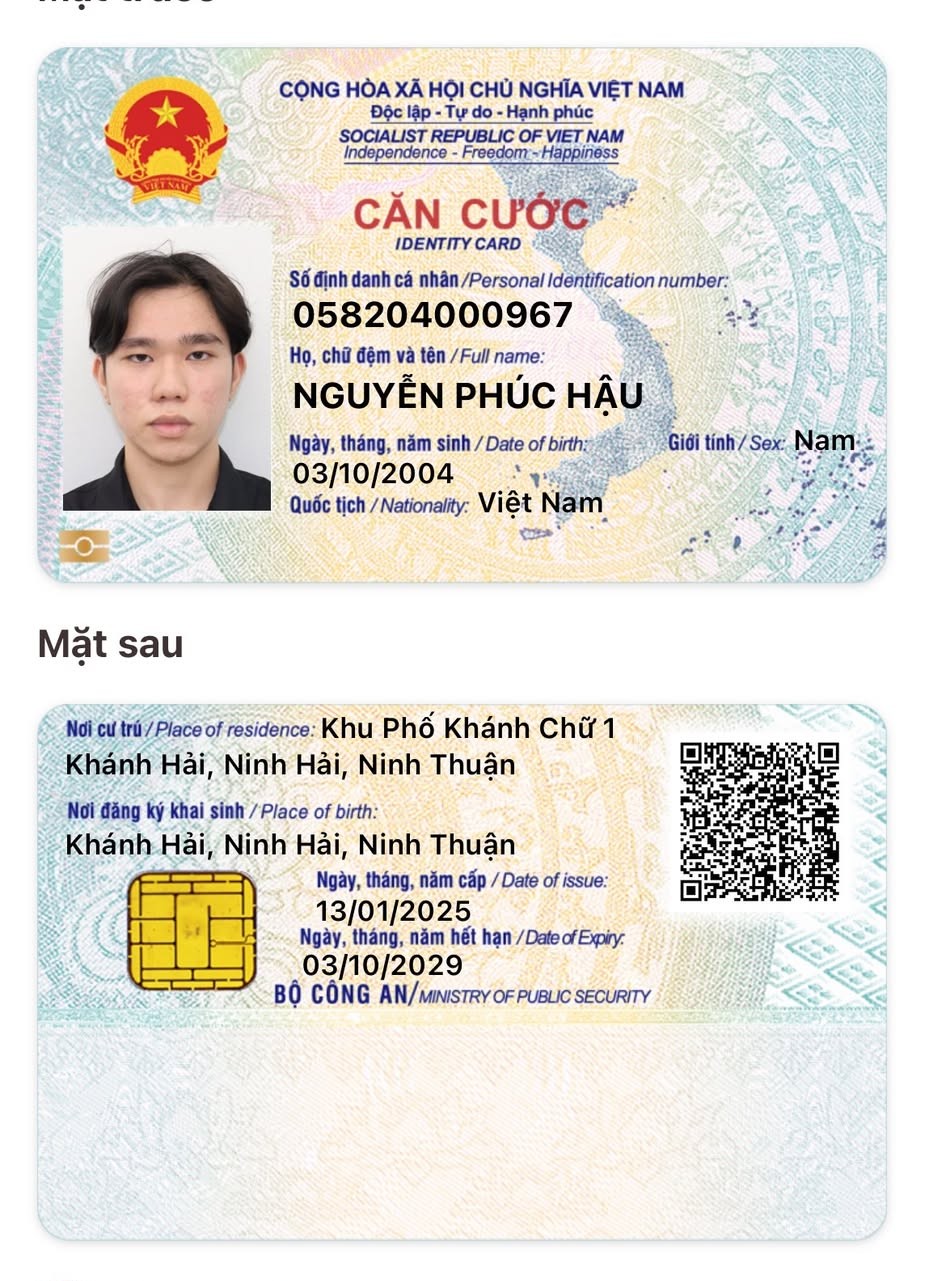 CỘNG HÒA XÃ HỘI CHỦ NGHĨA VIỆT NAM
Độc lập - Tự do - Hạnh phúc
SOCIALIST REPUBLIC OF VIET NAM
Independence - Freedom - Happiness
VIỆT NAM
CĂN CƯỚC
IDENTITY CARD
Số định danh cá nhân /Personal Identification number:
058204000967
Họ, chữ đệm và tên / Full name:
NGUYỄN PHÚC HẬU
Ngày, tháng, năm sinh / Date of birth: Giới tính / Sex: Nam
03/10/2004
Quốc tịch / Nationality: Việt Nam
Mặt sau
Nơi cư trú / Place of residence: Khu Phố Khánh Chữ 1
Khánh Hải, Ninh Hải, Ninh Thuận
Nơi đăng ký khai sinh / Place of birth:
Khánh Hải, Ninh Hải, Ninh Thuận
Ngày, tháng, năm cấp / Date of issue:
13/01/2025
Ngày, tháng, năm hết hạn / Date of Expiry:
03/10/2029
BỘ CÔNG AN/MINISTRY OF PUBLIC SECURITY